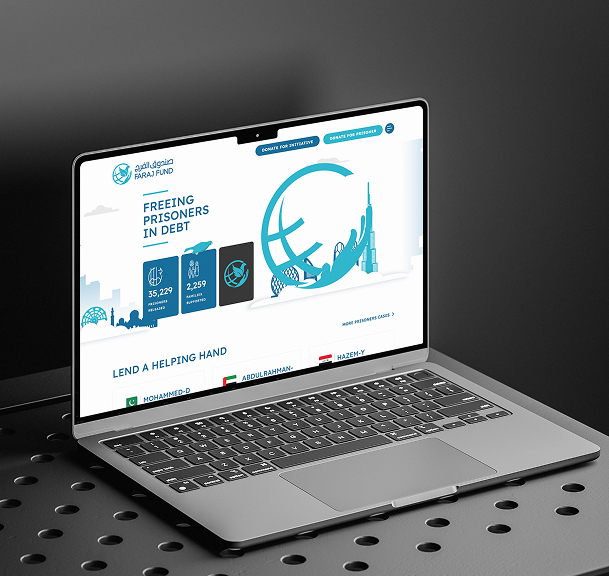 DONATE FOR INITIATIVE
DONATE FOR PRISONER
صندوق الفرج
FARAJ FUND
FREEING
PRISONERS
IN DEBT
35,229
PRISONERS
RELEASED
2,259
FAMILIES
SUPPORTED
MORE PRISONERS CASES
LEND A HELPING HAND
MOHAMMED-D
ABDULRAHMAN-
HAZEM-Y